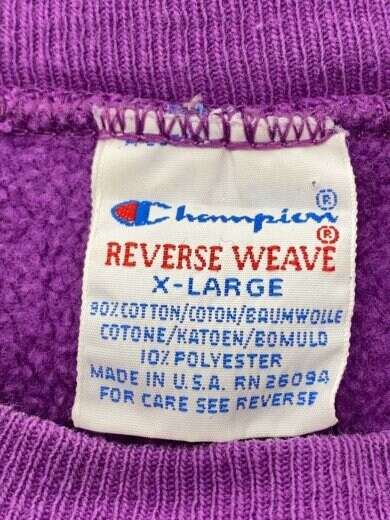 Champion®
REVERSE WEAVE®
X-LARGE
90% COTTON/COTON/BAUMWOLLE
COTONE/KATOEN/BOMULD
10% POLYESTER
MADE IN U.S.A. RN 26094
FOR CARE SEE REVERSE